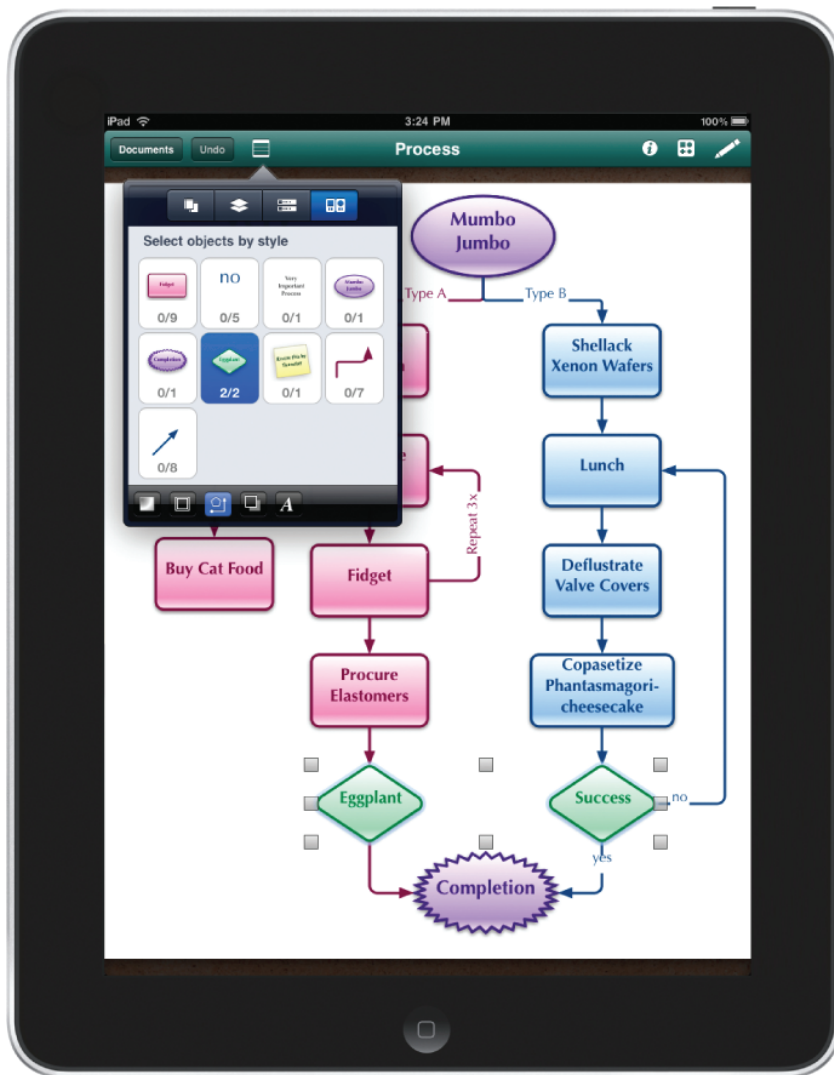 iPad
3:24 PM
100%
Documents
Undo
Process
Select objects by style
Fidget
0/9
no
0/5
Very
Important
Process
0/1
Mumbo
Jumbo
0/1
Completion
0/1
Eggplant
2/2
0/1
0/7
0/8
A
Mumbo
Jumbo
Type A
Type B
Shellack
Xenon Wafers
Lunch
Repeat 3x
Buy Cat Food
Fidget
Deflustrate
Valve Covers
Procure
Elastomers
Copasetize
Phantasmagori-
cheesecake
Eggplant
Success
no
yes
Completion